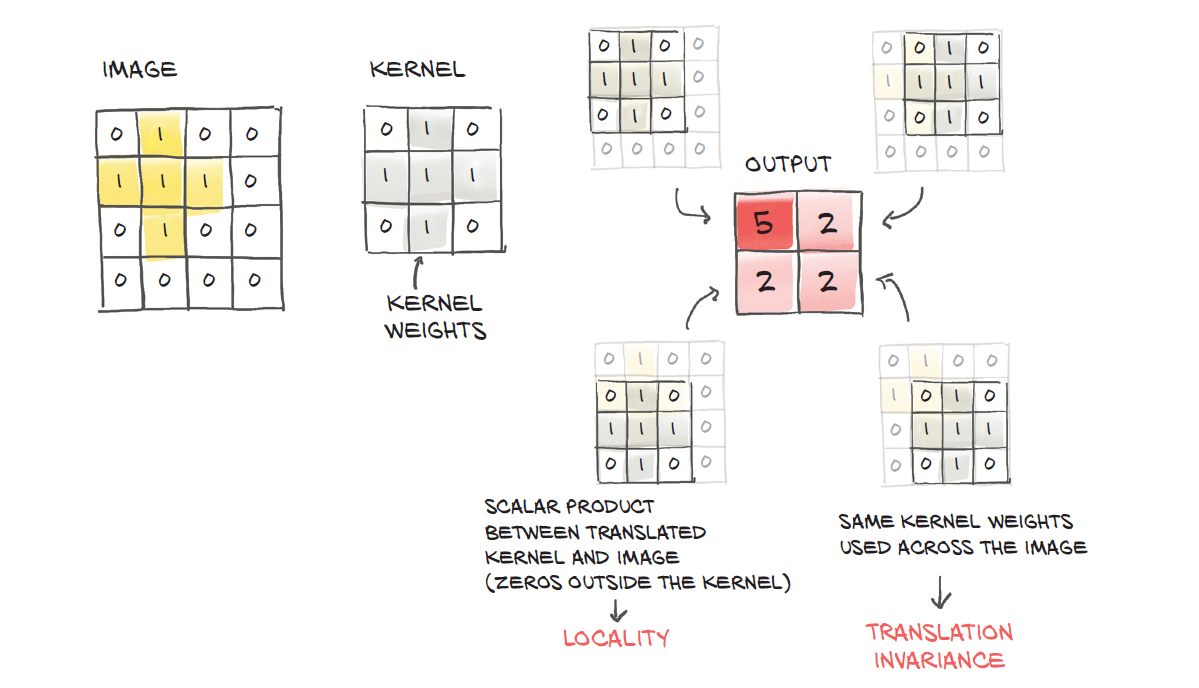 IMAGE
0 1 0 0
1 1 1 0
0 1 0 0
0 0 0 0
KERNEL
0 1 0
1 1 1
0 1 0
KERNEL
WEIGHTS
0 1 0 0
1 1 1 0
0 1 0 0
0 0 0 0
0 0 1 0
1 1 1 1
0 0 1 0
0 0 0 0
OUTPUT
5 2
2 2
0 1 0 0
0 1 0 0
1 1 1 0
0 1 0 0
0 1 0 0
1 0 1 0
0 1 1 1
0 0 1 0
SCALAR PRODUCT
BETWEEN TRANSLATED
KERNEL AND IMAGE
(ZEROS OUTSIDE THE KERNEL)
LOCALITY
SAME KERNEL WEIGHTS
USED ACROSS THE IMAGE
TRANSLATION
INVARIANCE